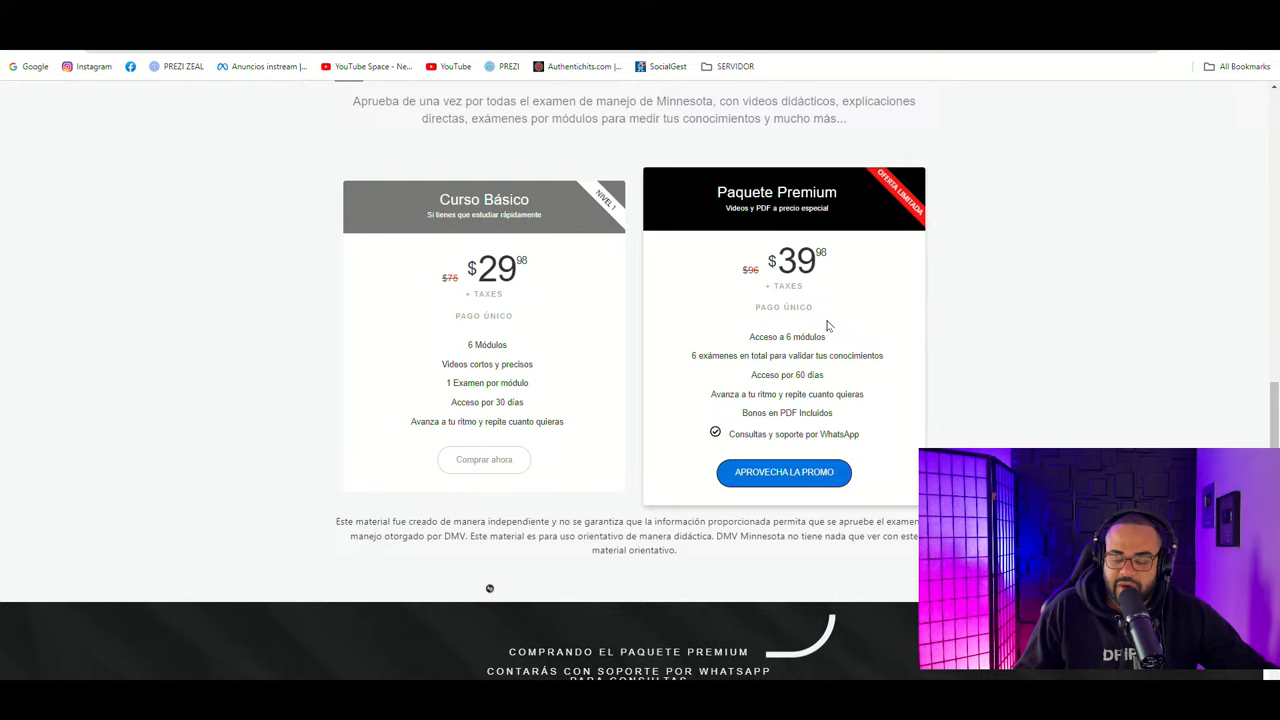 Google
Instagram
PREZI ZEAL
Anuncios instream |...
YouTube Space - Ne...
YouTube
PREZI
Authentichits.com |...
SocialGest
SERVIDOR
All Bookmarks
Aprueba de una vez por todas el examen de manejo de Minnesota, con videos didácticos, explicaciones
directas, exámenes por módulos para medir tus conocimientos y mucho más...
Curso Básico
Si tienes que estudiar rápidamente
NIVEL 1
$75 $29 98
+ TAXES
PAGO ÚNICO
6 Módulos
Videos cortos y precisos
1 Examen por módulo
Acceso por 30 días
Avanza a tu ritmo y repite cuanto quieras
Comprar ahora
Paquete Premium
Videos y PDF a precio especial
OFERTA LIMITADA
$96 $39 98
+ TAXES
PAGO ÚNICO
Acceso a 6 módulos
6 exámenes en total para validar tus conocimientos
Acceso por 60 días
Avanza a tu ritmo y repite cuanto quieras
Bonos en PDF Incluidos
Consultas y soporte por WhatsApp
APROVECHA LA PROMO
Este material fue creado de manera independiente y no se garantiza que la información proporcionada permita que se apruebe el examen
manejo otorgado por DMV. Este material es para uso orientativo de manera didáctica. DMV Minnesota no tiene nada que ver con este
material orientativo.
COMPRANDO EL PAQUETE PREMIUM
CONTARÁS CON SOPORTE POR WHATSAPP
PARA CONSULTAS